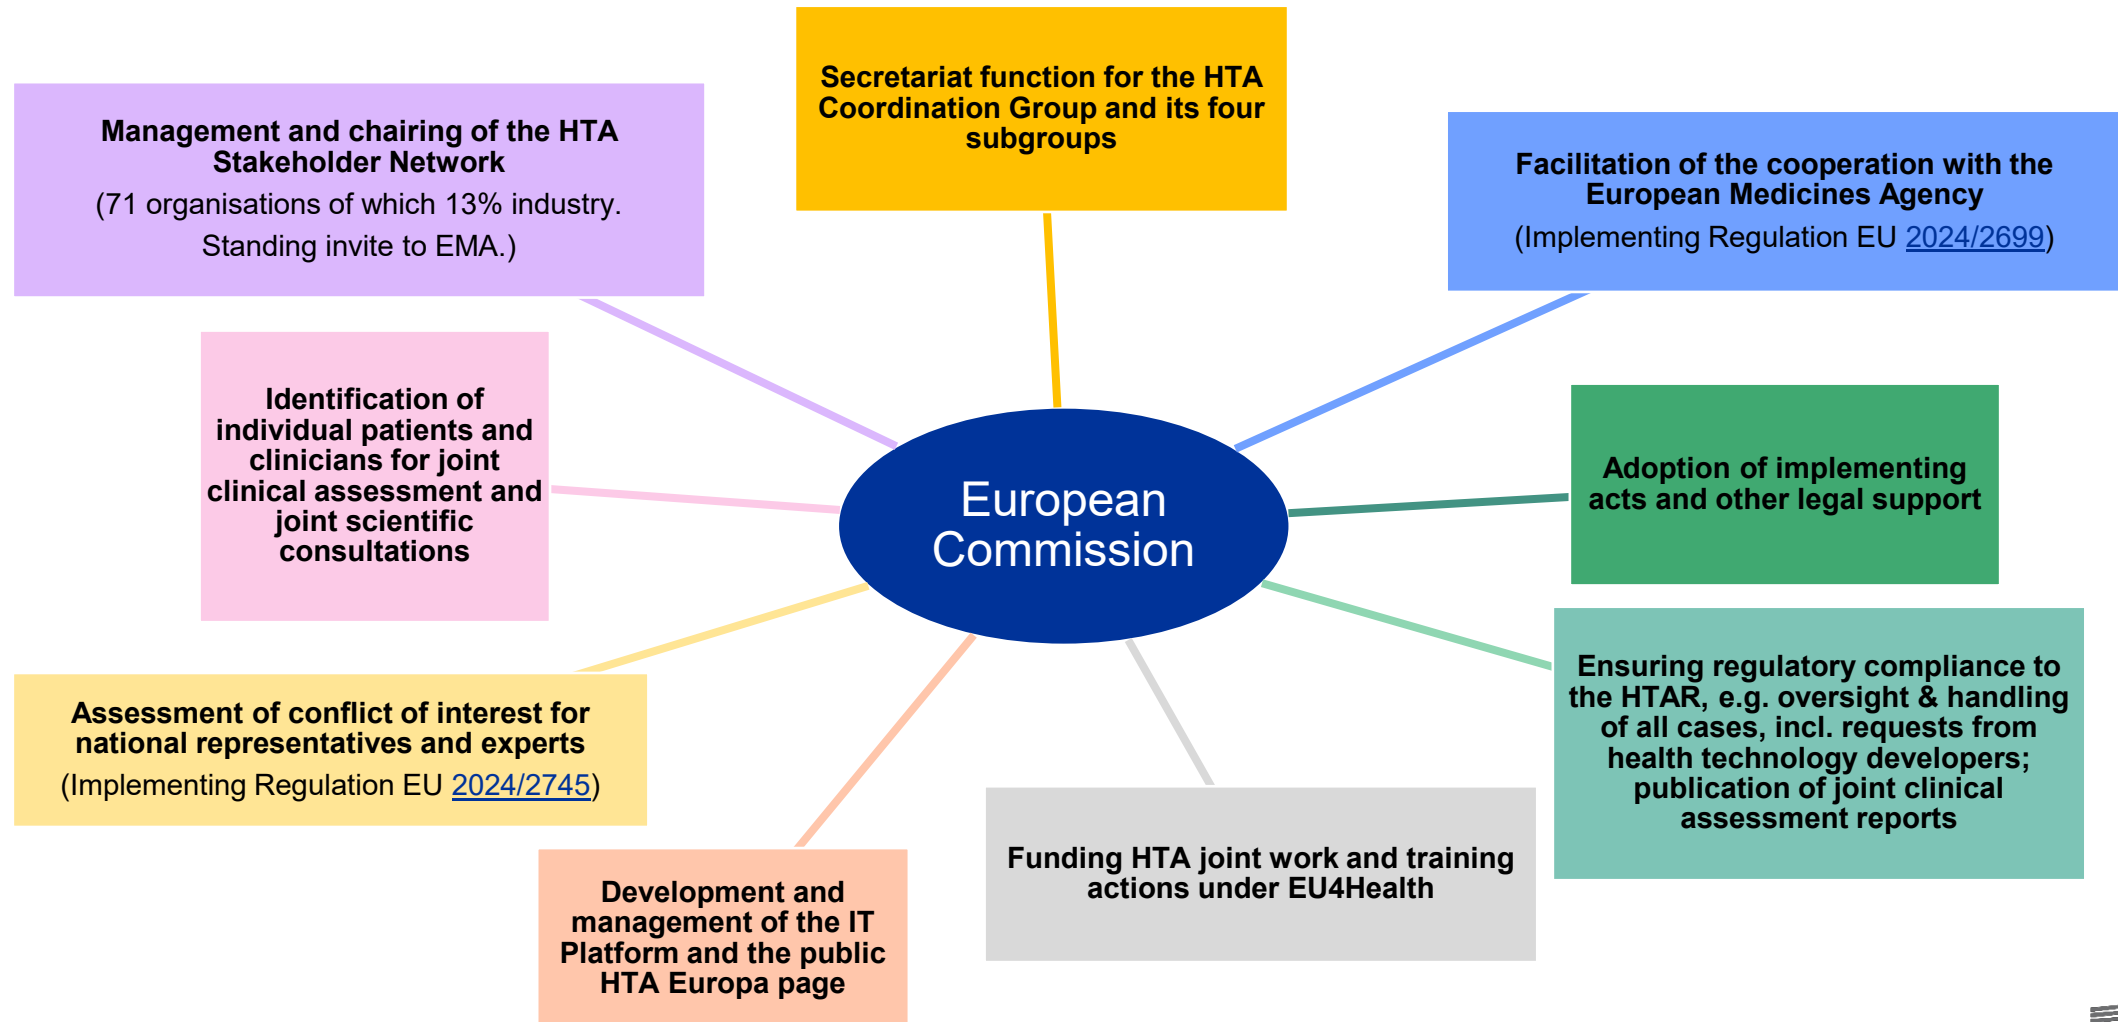 Secretariat function for the HTA
Coordination Group and its four
subgroups
Management and chairing of the HTA
Stakeholder Network
(71 organisations of which 13% industry.
Standing invite to EMA.)
Facilitation of the cooperation with the
European Medicines Agency
(Implementing Regulation EU 2024/2699)
Identification of
individual patients and
clinicians for joint
clinical assessment and
joint scientific
consultations
European
Commission
Adoption of implementing
acts and other legal support
Assessment of conflict of interest for
national representatives and experts
(Implementing Regulation EU 2024/2745)
Ensuring regulatory compliance to
the HTAR, e.g. oversight & handling
of all cases, incl. requests from
health technology developers;
publication of joint clinical
assessment reports
Development and
management of the IT
Platform and the public
HTA Europa page
Funding HTA joint work and training
actions under EU4Health